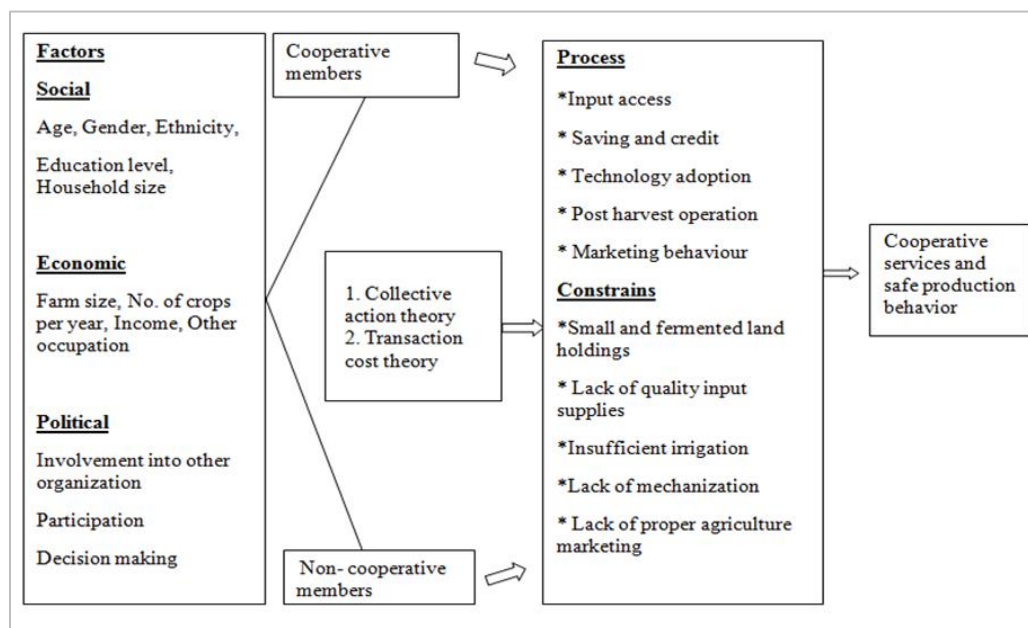 Factors
Social
Age, Gender, Ethnicity,
Education level,
Household size
Economic
Farm size, No. of crops
per year, Income, Other
occupation
Political
Involvement into other
organization
Participation
Decision making
Cooperative
members
1. Collective
action theory
2. Transaction
cost theory
Non- cooperative
members
Process
*Input access
* Saving and credit
* Technology adoption
* Post harvest operation
* Marketing behaviour
Constrains
*Small and fermented land
holdings
* Lack of quality input
supplies
*Insufficient irrigation
*Lack of mechanization
* Lack of proper agriculture
marketing
Cooperative
services and
safe production
behavior